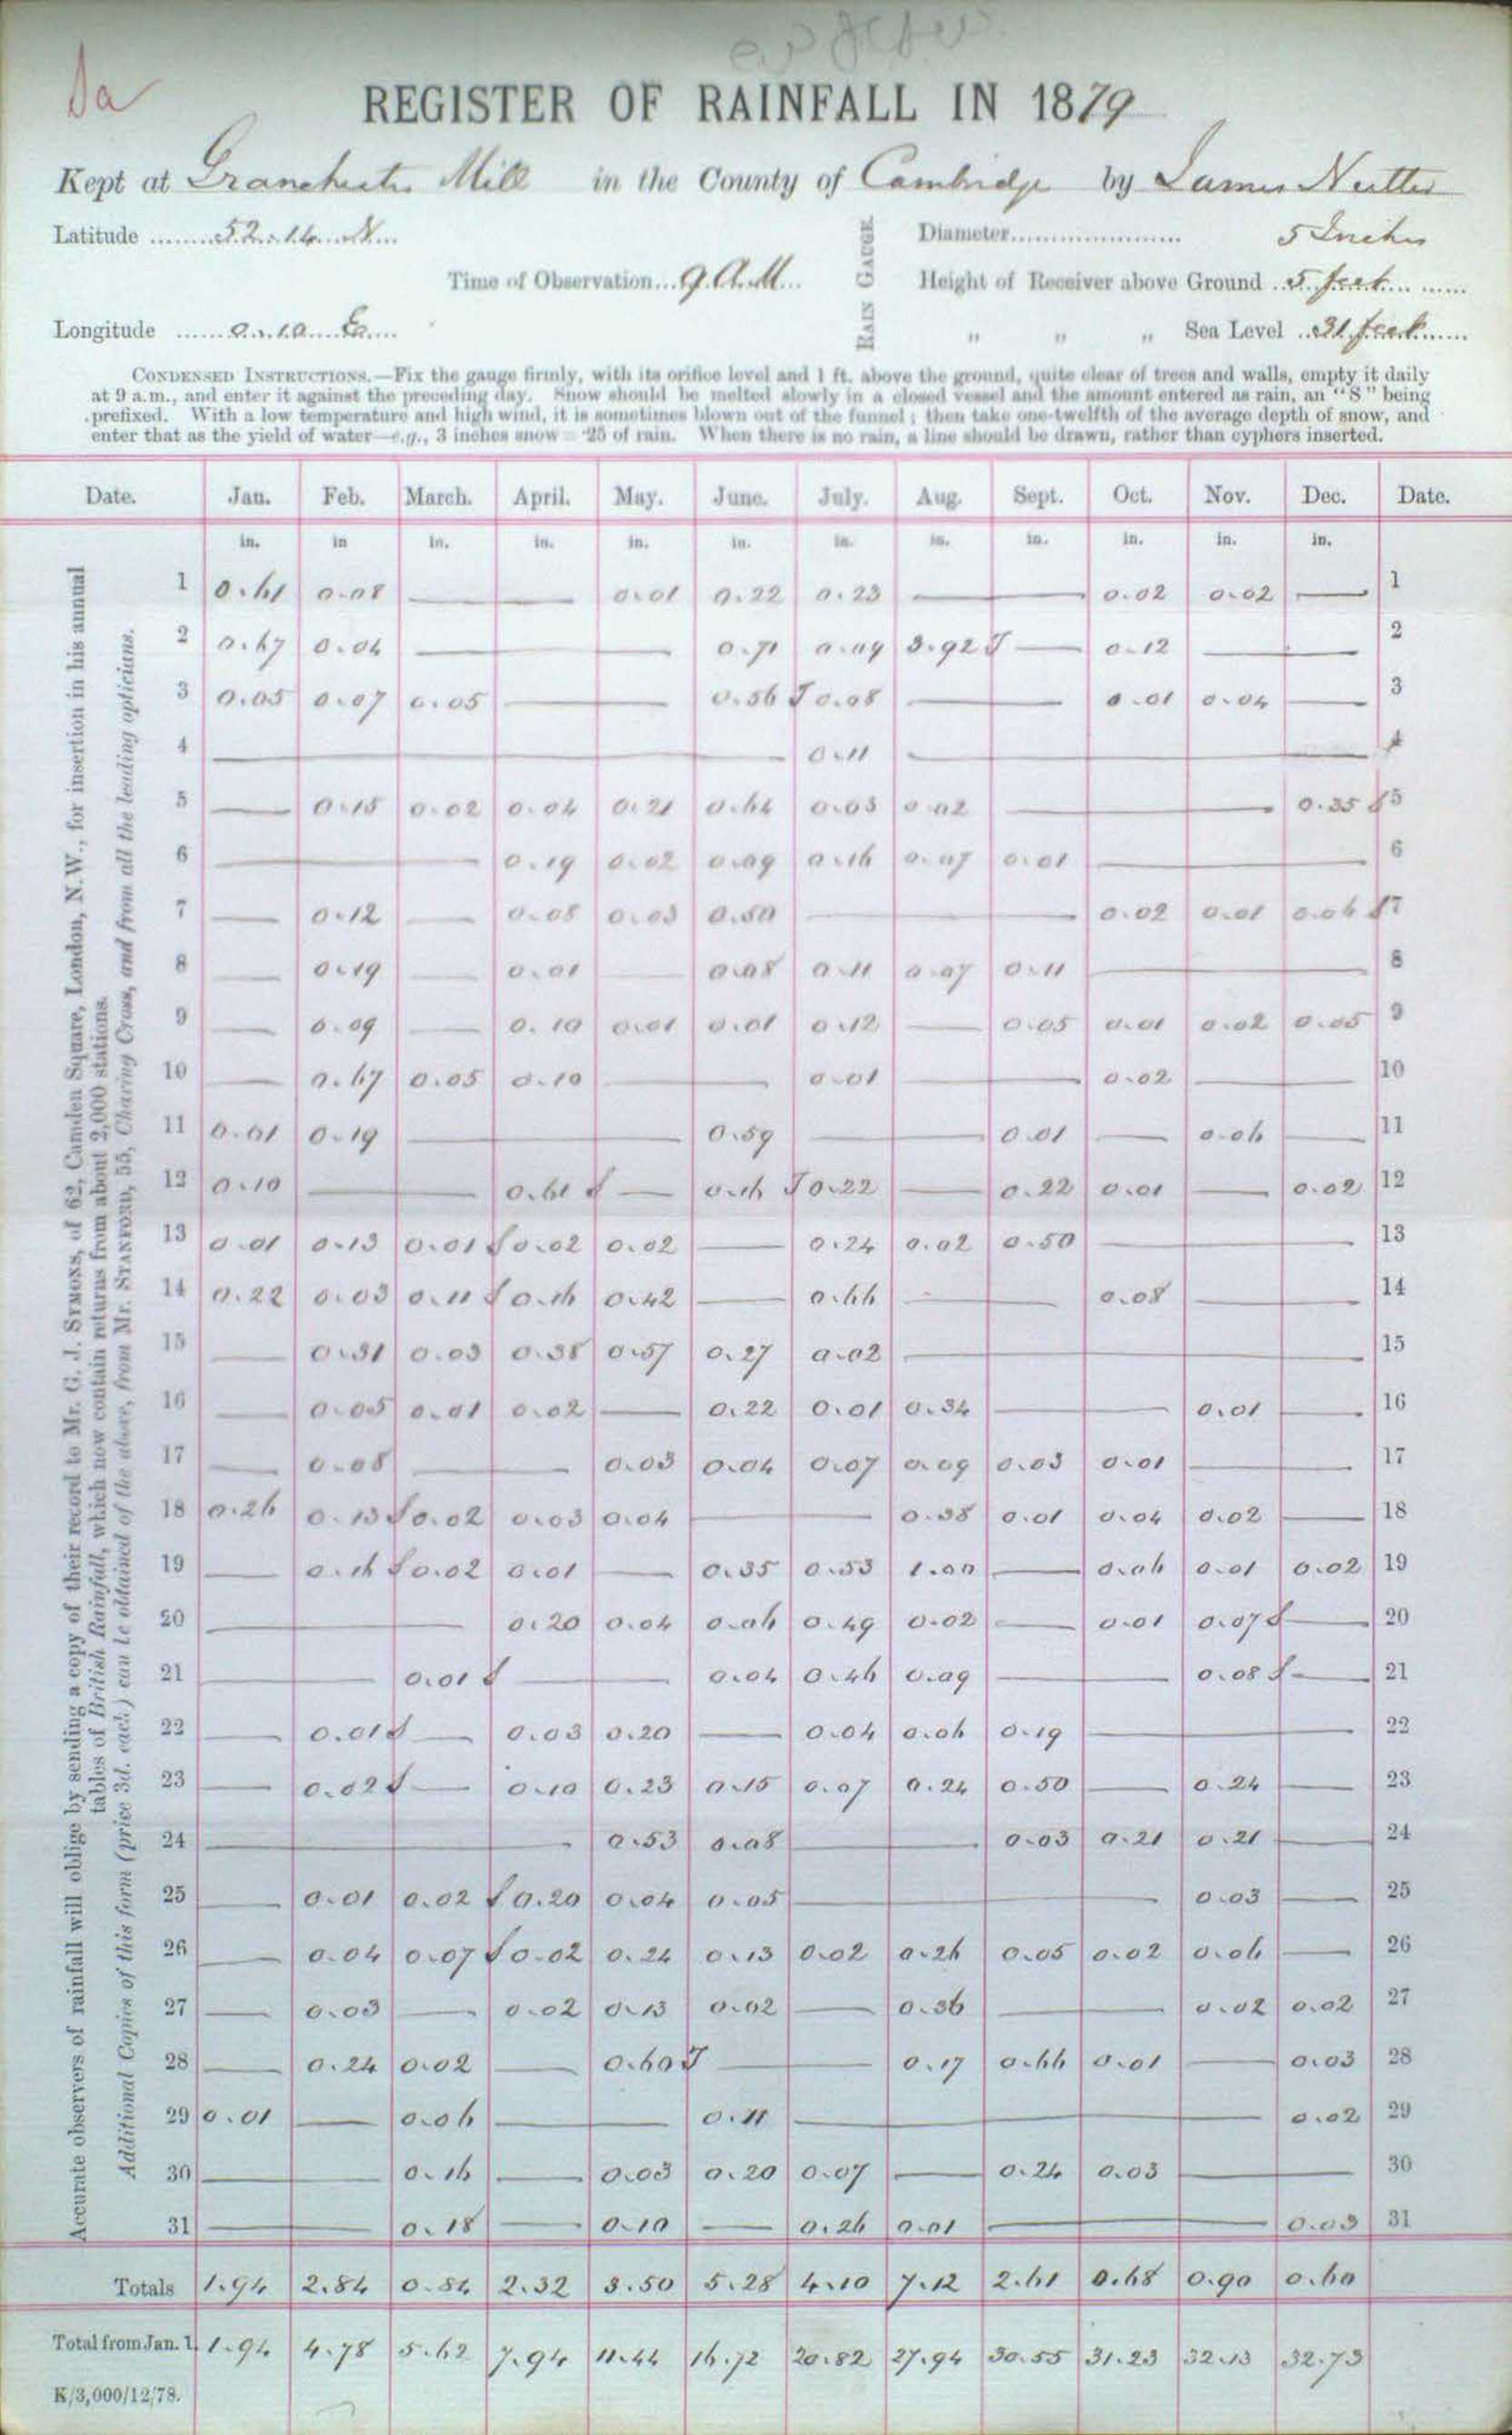 Da
REGISTER OF RAINFALL IN 1879
Kept at Granchester Mill in the County of Cambridge by James Nutter
Latitude 52.14 N
Diameter 5 Inches
Time of Observation 9 A.M.
RAIN GAUGE
Height of Receiver above Ground 5 feet
Longitude 0.10 E
" " " Sea Level 31 feet
CONDENSED INSTRUCTIONS.—Fix the gauge firmly, with its orifice level and 1 ft. above the ground, quite clear of trees and walls, empty it daily
at 9 a.m., and enter it against the preceding day. Snow should be melted slowly in a closed vessel and the amount entered as rain, an "S" being
prefixed. With a low temperature and high wind, it is sometimes blown out of the funnel; then take one-twelfth of the average depth of snow, and
enter that as the yield of water—e.g., 3 inches snow = ·25 of rain. When there is no rain, a line should be drawn, rather than cyphers inserted.
Date. Jan. Feb. March. April. May. June. July. Aug. Sept. Oct. Nov. Dec. Date.
in. in in. in. in. in. in. in. in. in. in. in.
1 0.61 0.08 — — 0.01 0.22 0.23 — — 0.02 0.02 — 1
2 0.67 0.04 — — — 0.71 0.49 3.92 T — 0.12 — — 2
3 0.05 0.07 0.05 — — 0.56 T 0.08 — — 0.01 0.04 — 3
4 — — — — — — 0.11 — — — — — 4
5 — 0.15 0.02 0.04 0.21 0.64 0.03 0.02 — — — 0.35 S 5
6 — — — 0.19 0.02 0.09 0.16 0.07 0.01 — — — 6
7 — 0.12 — 0.08 0.03 0.50 — — — 0.02 0.01 0.06 S 7
8 — 0.19 — 0.01 — 0.08 0.11 0.07 0.11 — — — 8
9 — 0.09 — 0.10 0.01 0.01 0.12 — 0.05 0.01 0.02 0.05 9
10 — 0.67 0.05 0.10 — — 0.01 — — 0.02 — — 10
11 0.01 0.19 — — — 0.59 — — 0.01 — 0.06 — 11
12 0.10 — — 0.61 S — 0.16 T 0.22 — 0.22 0.01 — 0.02 12
13 0.01 0.13 0.01 S 0.02 0.02 — 0.24 0.02 0.50 — — — 13
14 0.22 0.03 0.11 S 0.16 0.42 — 0.66 — — 0.08 — — 14
15 — 0.31 0.03 0.38 0.57 0.27 0.02 — — — — — 15
16 — 0.05 0.01 0.02 — 0.22 0.01 0.34 — — 0.01 — 16
17 — 0.08 — — 0.03 0.04 0.07 0.09 0.03 0.01 — — 17
18 0.26 0.13 S 0.02 0.03 0.04 — — 0.38 0.01 0.04 0.02 — 18
19 — 0.16 S 0.02 0.01 — 0.35 0.53 1.00 — 0.06 0.01 0.02 19
20 — — — 0.20 0.04 0.06 0.49 0.02 — 0.01 0.07 S — 20
21 — — 0.01 S — — 0.04 0.46 0.09 — — 0.08 S — 21
22 — 0.01 S — 0.03 0.20 — 0.04 0.06 0.19 — — — 22
23 — 0.02 S — 0.10 0.23 0.15 0.07 0.24 0.50 — 0.24 — 23
24 — — — — 0.53 0.08 — — 0.03 0.21 0.21 — 24
25 — 0.01 0.02 S 0.20 0.04 0.05 — — — — 0.03 — 25
26 — 0.04 0.07 S 0.02 0.24 0.13 0.02 0.26 0.05 0.02 0.06 — 26
27 — 0.03 — 0.02 0.13 0.02 — 0.36 — — 0.02 0.02 27
28 — 0.24 0.02 — 0.60 T — — 0.17 0.66 0.01 — 0.03 28
29 0.01 — 0.06 — — 0.11 — — — — — 0.02 29
30 — — 0.16 — 0.03 0.20 0.07 — 0.24 0.03 — — 30
31 — — 0.18 — 0.10 — 0.26 0.01 — — — 0.03 31
Totals 1.94 2.84 0.84 2.32 3.50 5.28 4.10 7.12 2.61 0.68 0.90 0.60
Total from Jan. 1. 1.94 4.78 5.62 7.94 11.44 16.72 20.82 27.94 30.55 31.23 32.13 32.73
K/3,000/12/78.
Accurate observers of rainfall will oblige by sending a copy of their record to Mr. G. J. SYMONS, of 62, Camden Square, London, N.W., for insertion in his annual
tables of British Rainfall, which now contain returns from about 2,000 stations.
Additional Copies of this form (price 3d. each) can be obtained of the above, from Mr. STANFORD, 55, Charing Cross, and from all the leading opticians.